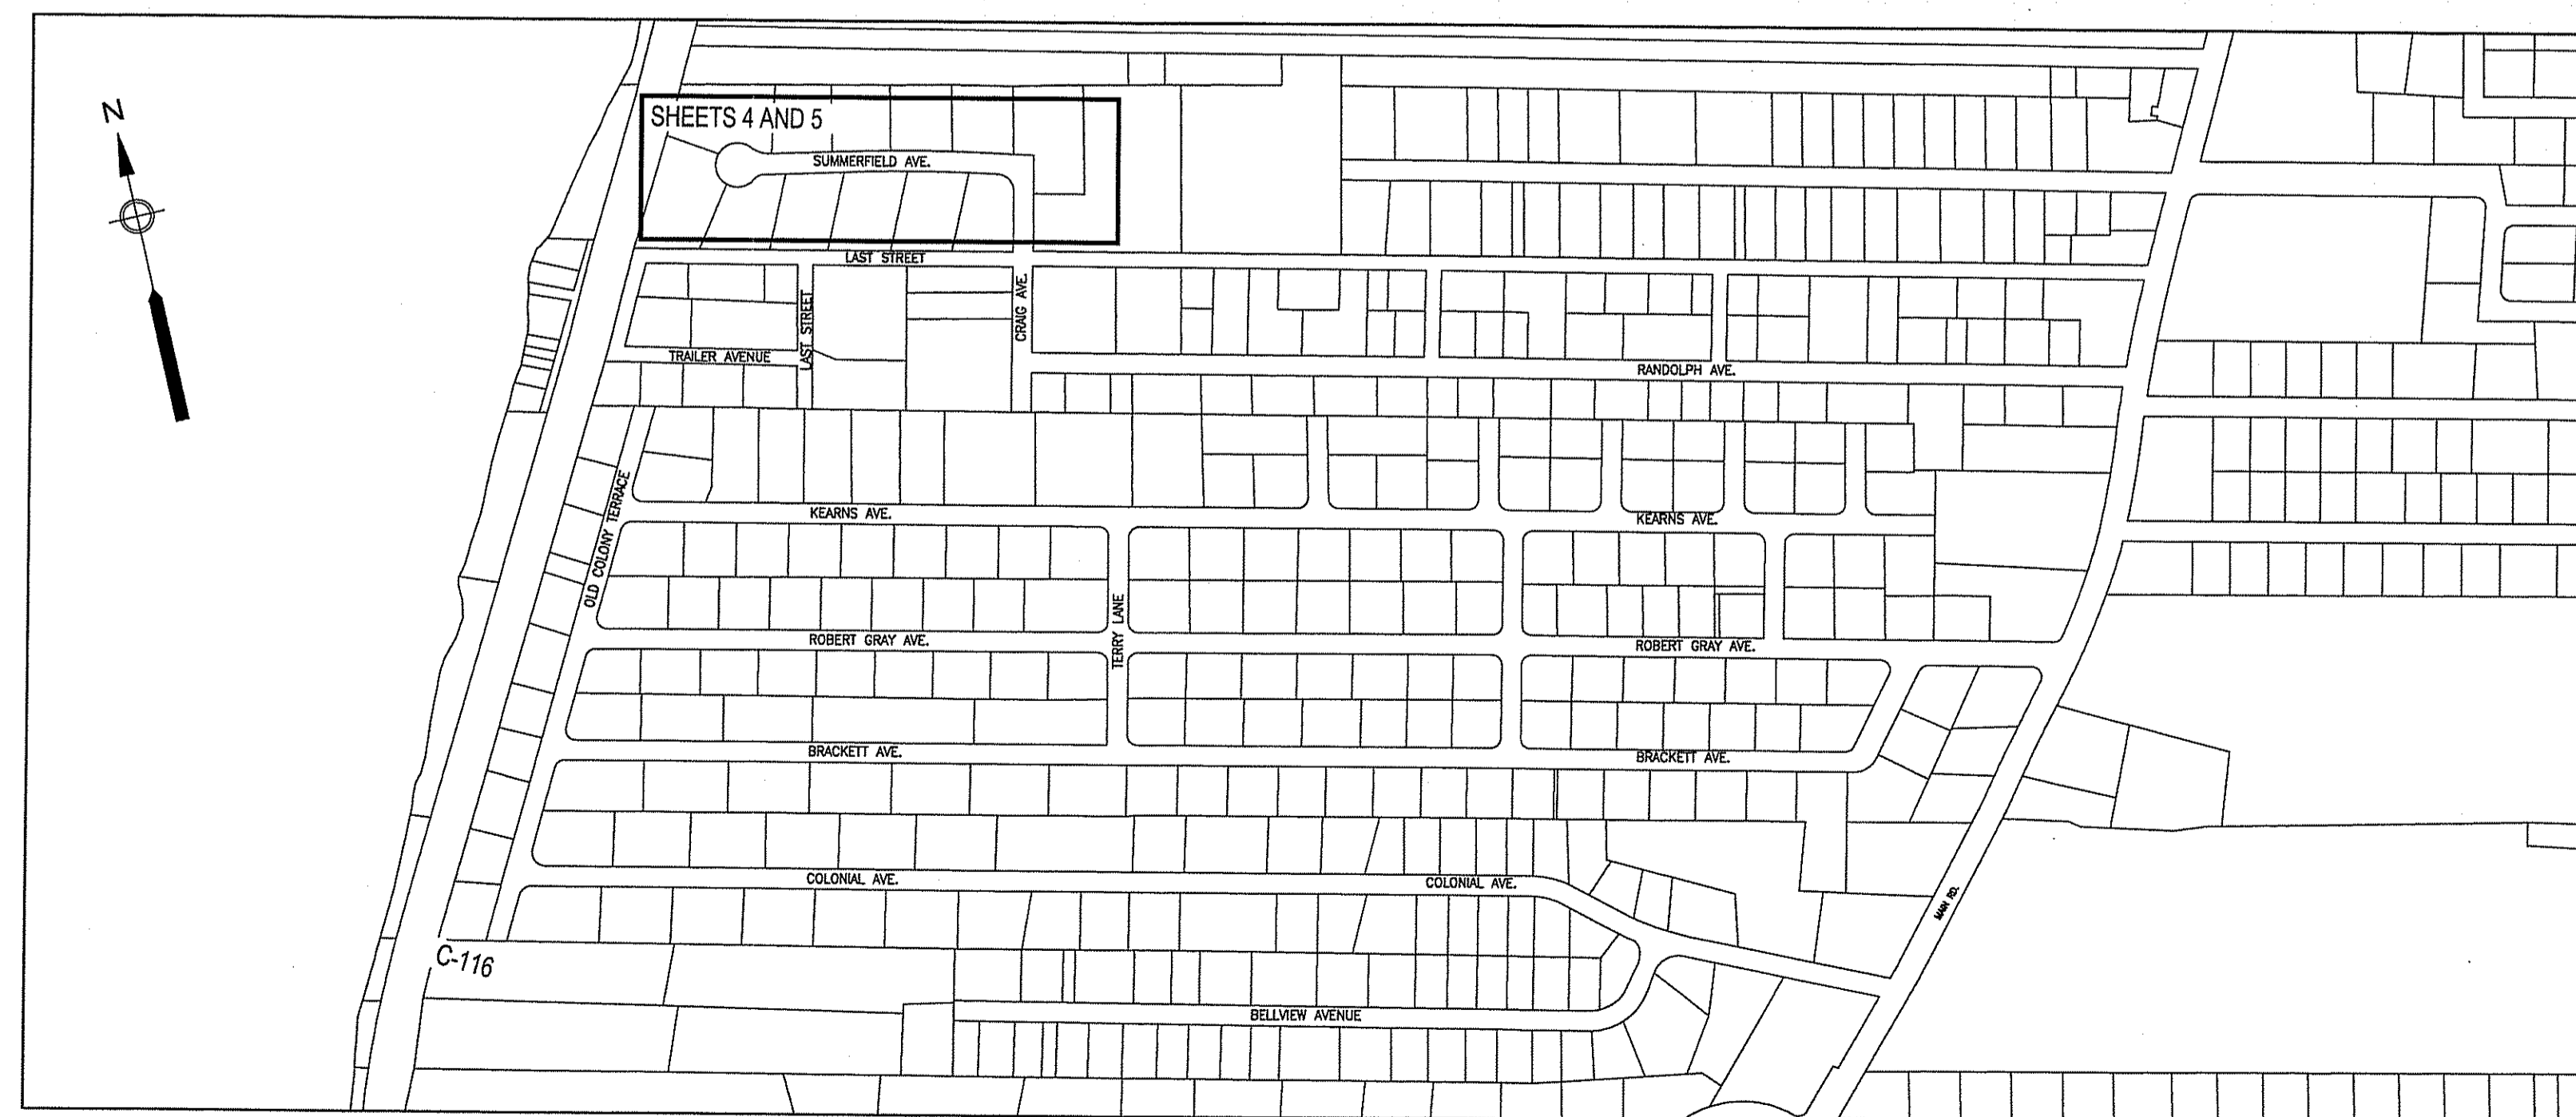 N
SHEETS 4 AND 5
SUMMERFIELD AVE.
LAST STREET
CRAIG AVE.
LAST STREET
TRAILER AVENUE
RANDOLPH AVE.
OLD COLONY TERRACE
KEARNS AVE.
KEARNS AVE.
TERRY LANE
ROBERT GRAY AVE.
ROBERT GRAY AVE.
BRACKETT AVE.
BRACKETT AVE.
COLONIAL AVE.
COLONIAL AVE.
MAIN RD.
C-116
BELLVIEW AVENUE